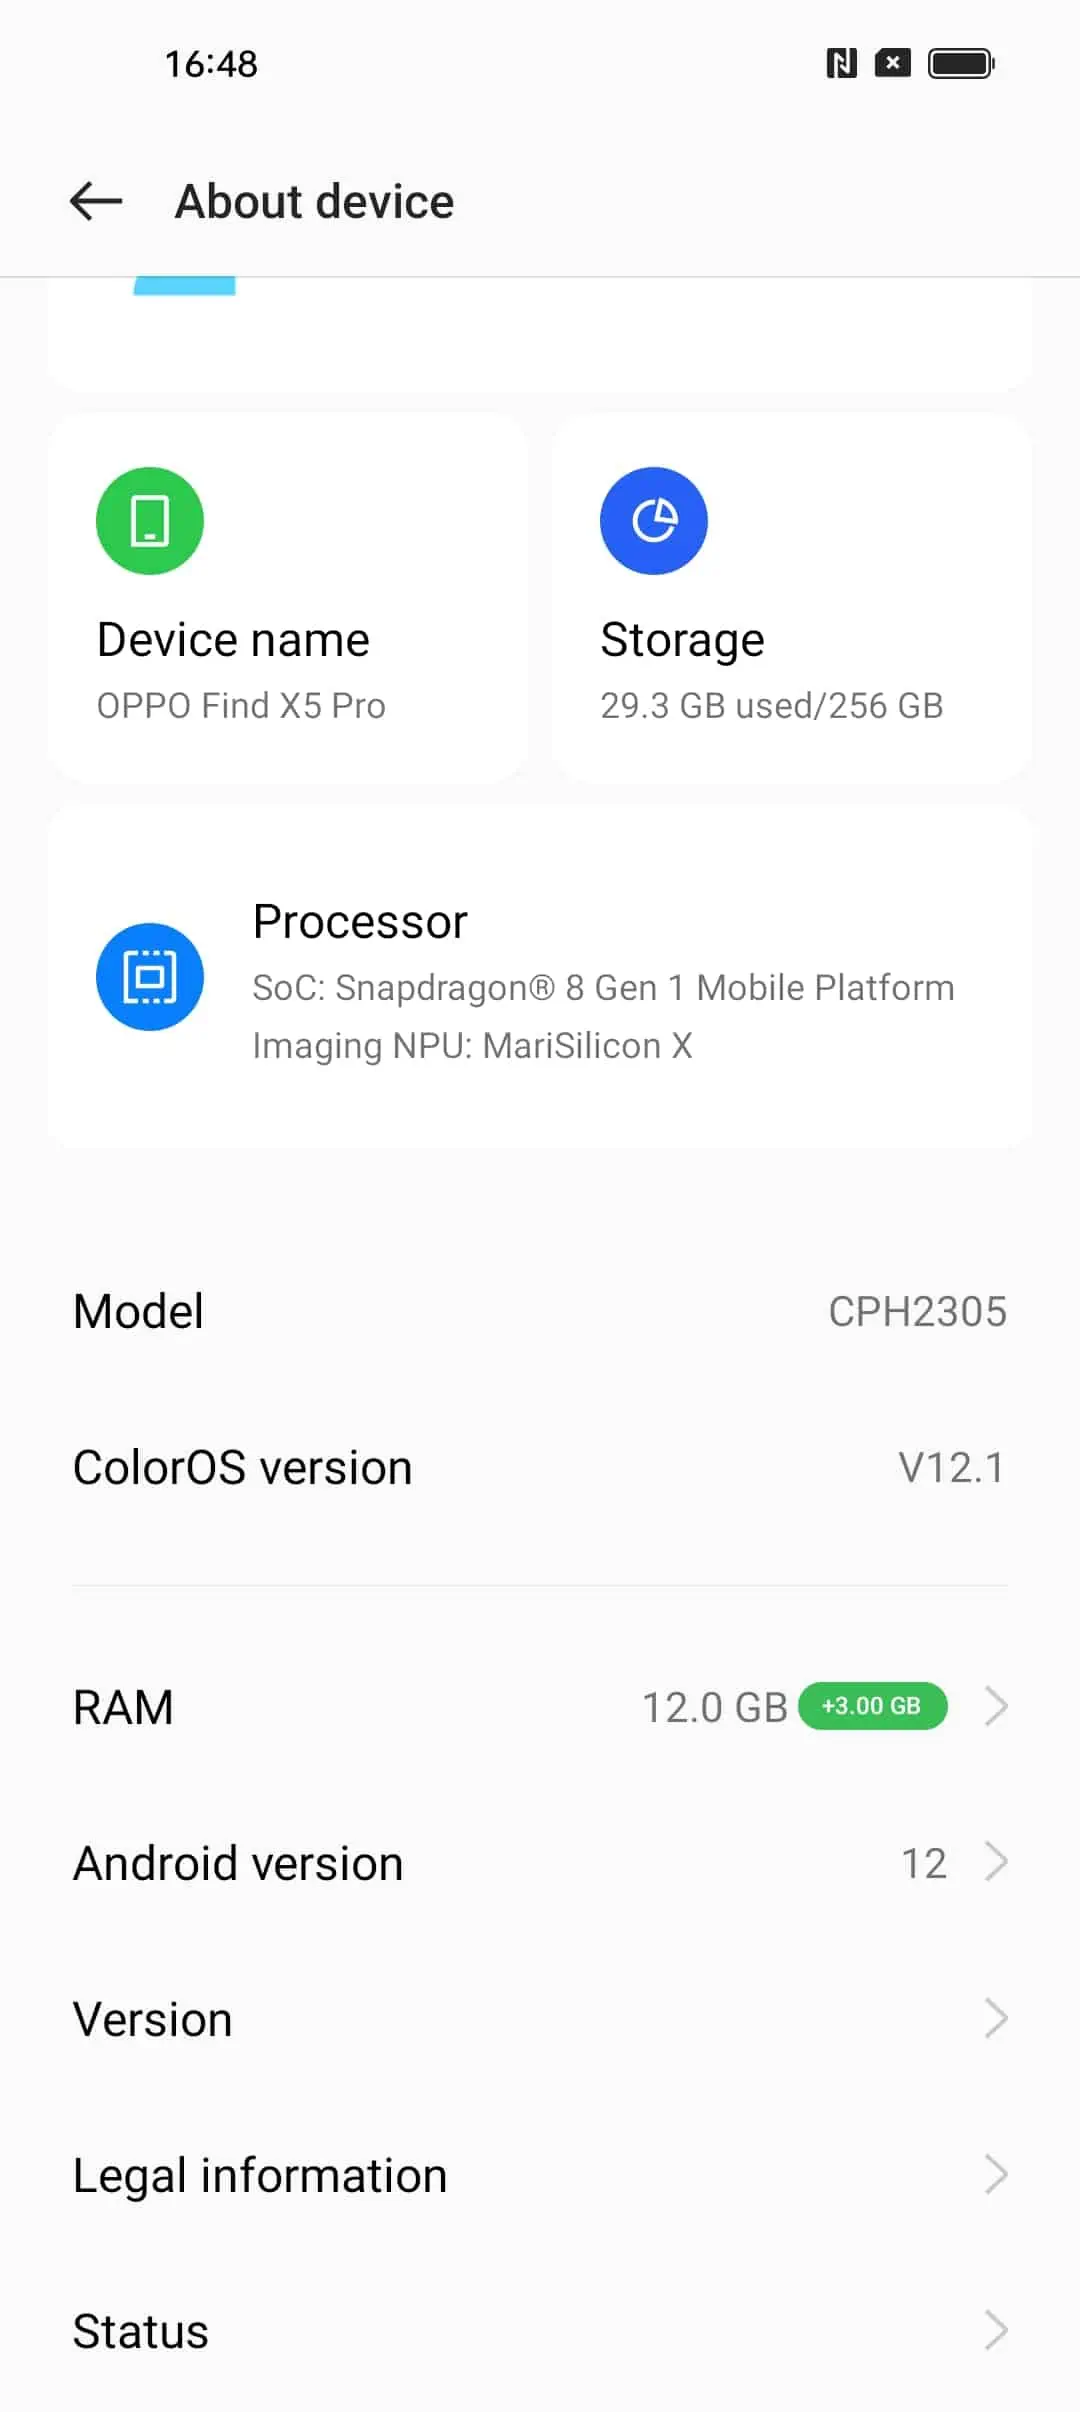 16:48
About device
Device name
OPPO Find X5 Pro
Storage
29.3 GB used/256 GB
Processor
SoC: Snapdragon® 8 Gen 1 Mobile Platform
Imaging NPU: MariSilicon X
Model
CPH2305
ColorOS version
V12.1
RAM
12.0 GB +3.00 GB
Android version
12
Version
Legal information
Status